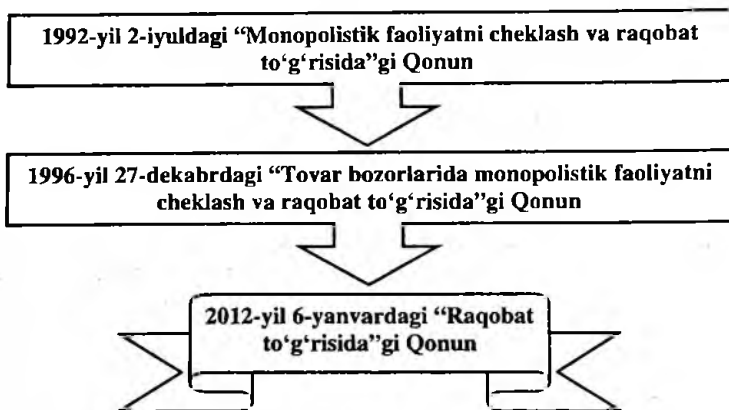 1992-yil 2-iyuldagi “Monopolistik faoliyatni cheklash va raqobat
to‘g‘risida”gi Qonun
1996-yil 27-dekabrdagi “Tovar bozorlarida monopolistik faoliyatni
cheklash va raqobat to‘g‘risida”gi Qonun
2012-yil 6-yanvardagi “Raqobat
to‘g‘risida”gi Qonun